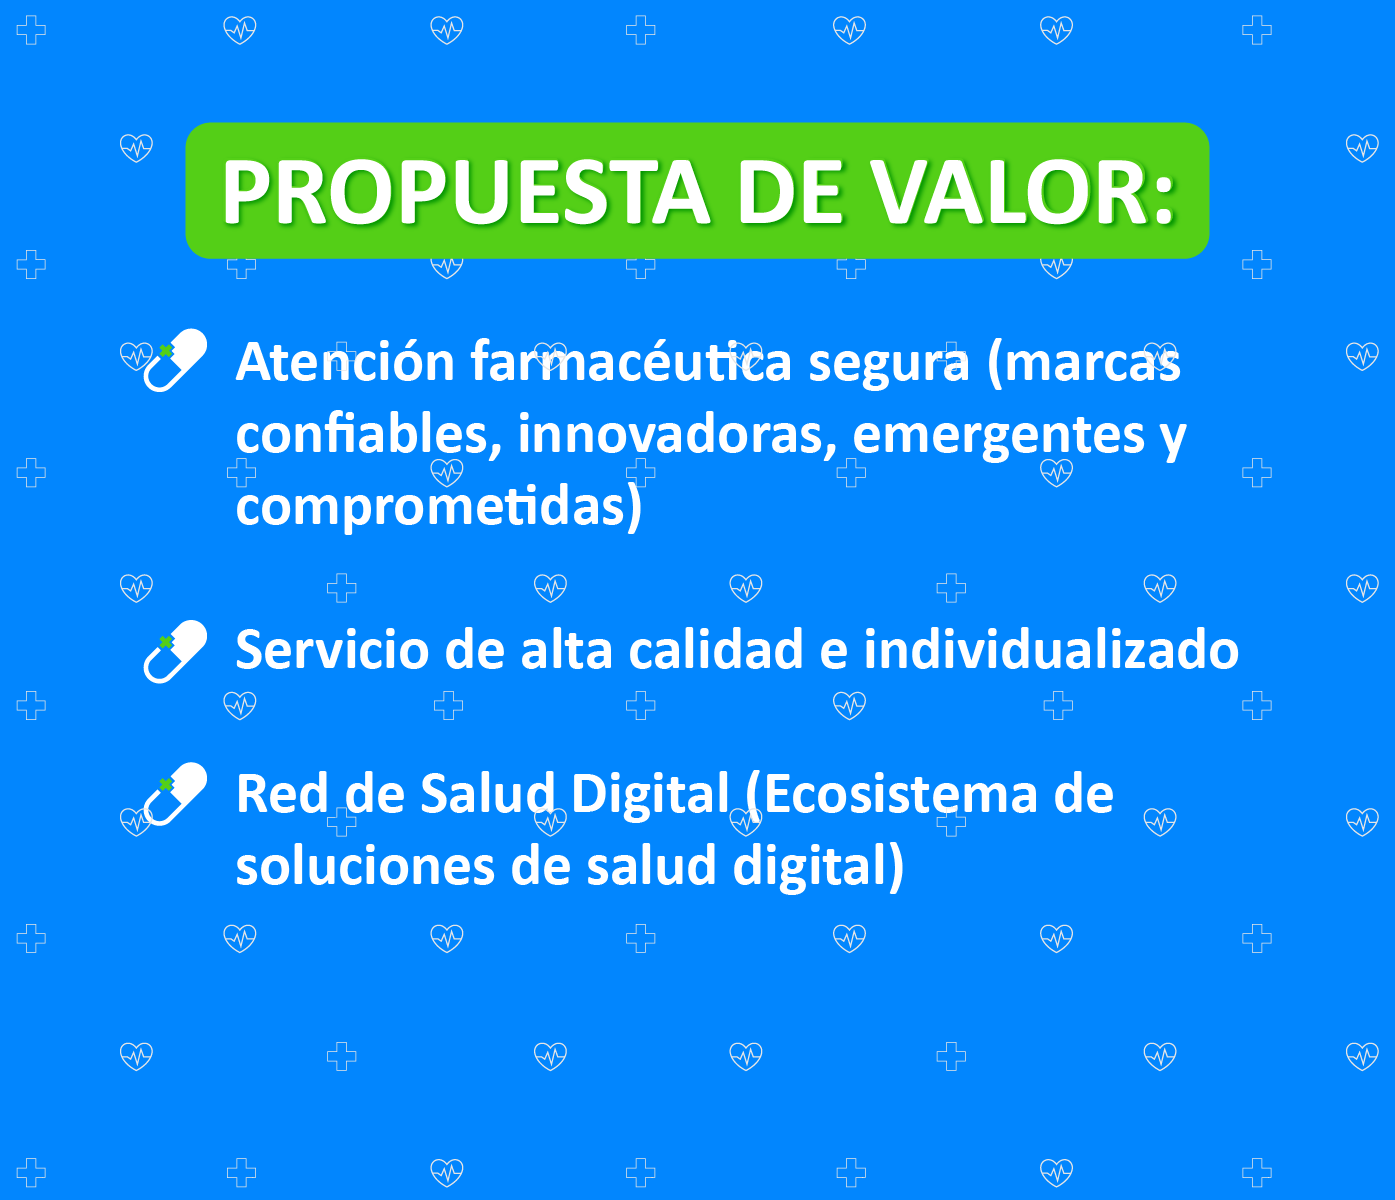 PROPUESTA DE VALOR:
Atención farmacéutica segura (marcas
confiables, innovadoras, emergentes y
comprometidas)
Servicio de alta calidad e individualizado
Red de Salud Digital (Ecosistema de
soluciones de salud digital)